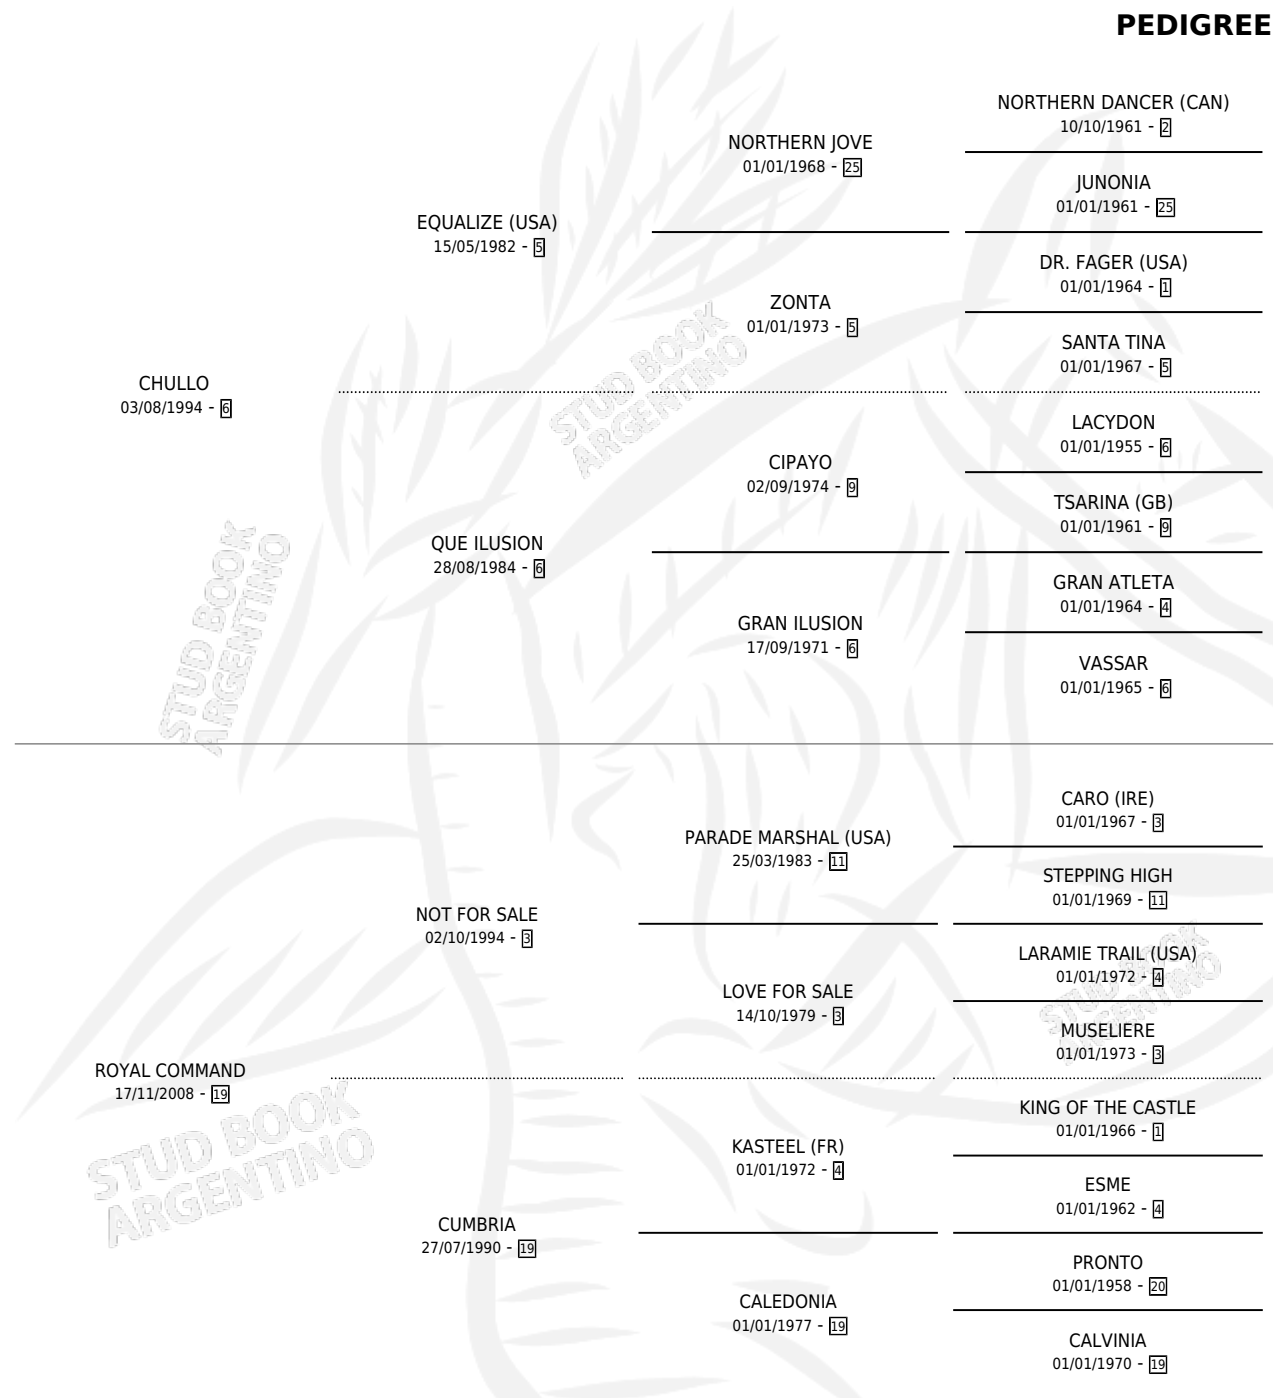 PEDIGREE
NORTHERN DANCER (CAN)
10/10/1961 - 2
NORTHERN JOVE
01/01/1968 - 25
JUNONIA
01/01/1961 - 25
EQUALIZE (USA)
15/05/1982 - 5
DR. FAGER (USA)
01/01/1964 - 1
ZONTA
01/01/1973 - 5
SANTA TINA
01/01/1967 - 5
STUD BOOK
ARGENTINO
CHULLO
03/08/1994 - 6
LACYDON
01/01/1955 - 6
CIPAYO
02/09/1974 - 9
TSARINA (GB)
01/01/1961 - 9
QUE ILUSION
28/08/1984 - 6
GRAN ATLETA
01/01/1964 - 4
GRAN ILUSION
17/09/1971 - 6
VASSAR
01/01/1965 - 6
STUD BOOK
ARGENTINO
CARO (IRE)
01/01/1967 - 3
PARADE MARSHAL (USA)
25/03/1983 - 11
STEPPING HIGH
01/01/1969 - 11
NOT FOR SALE
02/10/1994 - 3
LARAMIE TRAIL (USA)
01/01/1972 - 4
LOVE FOR SALE
14/10/1979 - 3
MUSELIERE
01/01/1973 - 3
STUD BOOK
ARGENTINO
ROYAL COMMAND
17/11/2008 - 19
KING OF THE CASTLE
01/01/1966 - 1
KASTEEL (FR)
01/01/1972 - 4
ESME
01/01/1962 - 4
CUMBRIA
27/07/1990 - 19
PRONTO
01/01/1958 - 20
CALEDONIA
01/01/1977 - 19
CALVINIA
01/01/1970 - 19
STUD BOOK
ARGENTINO